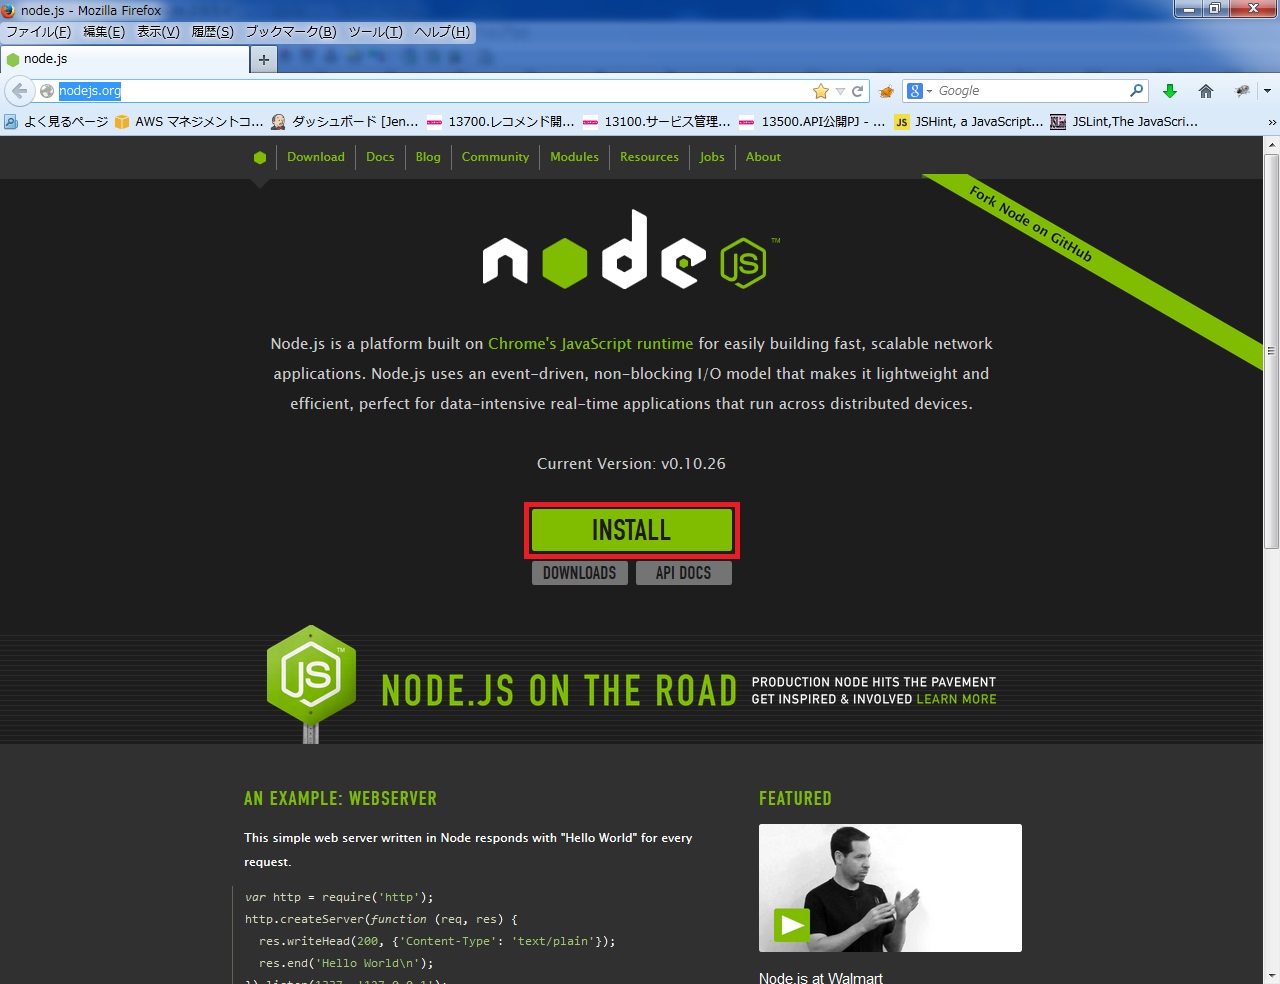 node.js - Mozilla Firefox
ファイル(F) 編集(E) 表示(V) 履歴(S) ブックマーク(B) ツール(T) ヘルプ(H)
node.js
nodejs.org
Google
よく見るページ AWS マネジメントコ... ダッシュボード [Jen... 13700.レコメンド開... 13100.サービス管理... 13500.API公開PJ - ... JSHint, a JavaScript... JSLint,The JavaScri...
Download Docs Blog Community Modules Resources Jobs About
Fork Node on GitHub
node JS ™
Node.js is a platform built on Chrome's JavaScript runtime for easily building fast, scalable network
applications. Node.js uses an event-driven, non-blocking I/O model that makes it lightweight and
efficient, perfect for data-intensive real-time applications that run across distributed devices.
Current Version: v0.10.26
INSTALL
DOWNLOADS API DOCS
JS ™
NODE.JS ON THE ROAD
PRODUCTION NODE HITS THE PAVEMENT
GET INSPIRED & INVOLVED LEARN MORE
AN EXAMPLE: WEBSERVER
This simple web server written in Node responds with "Hello World" for every
request.
var http = require('http');
http.createServer(function (req, res) {
res.writeHead(200, {'Content-Type': 'text/plain'});
res.end('Hello World\n');
}).listen(1337, '127.0.0.1');
FEATURED
Node.js at Walmart